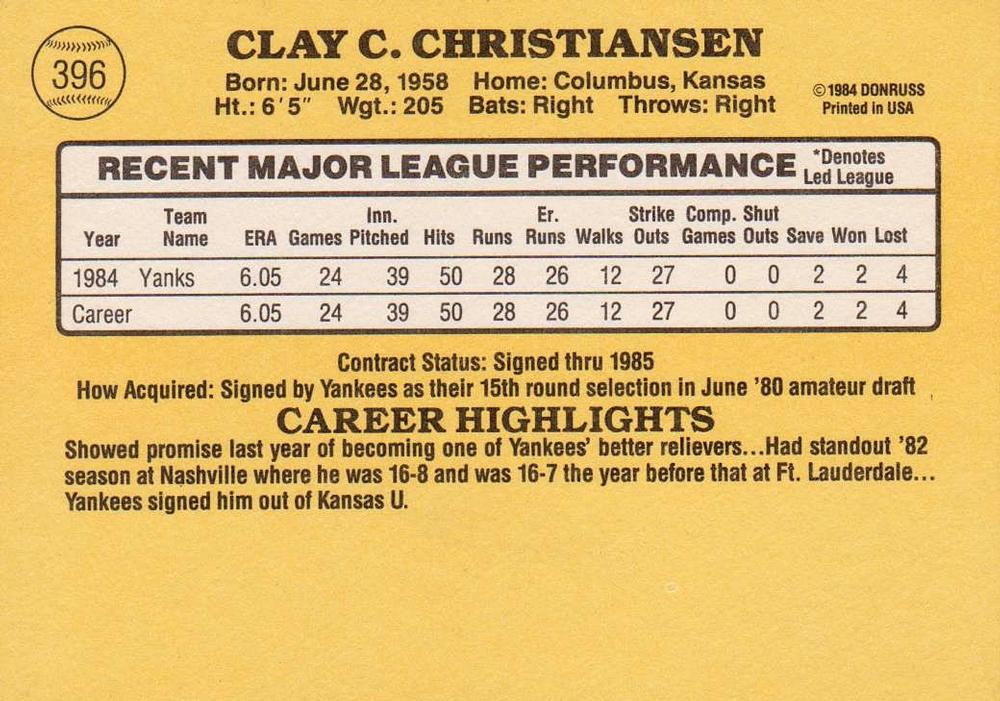 396
CLAY C. CHRISTIANSEN
Born: June 28, 1958 Home: Columbus, Kansas
Ht.: 6'5" Wgt.: 205 Bats: Right Throws: Right
©1984 DONRUSS
Printed in USA
RECENT MAJOR LEAGUE PERFORMANCE *Denotes
Led League
Team Inn. Er. Strike Comp. Shut
Year Name ERA Games Pitched Hits Runs Runs Walks Outs Games Outs Save Won Lost
1984 Yanks 6.05 24 39 50 28 26 12 27 0 0 2 2 4
Career 6.05 24 39 50 28 26 12 27 0 0 2 2 4
Contract Status: Signed thru 1985
How Acquired: Signed by Yankees as their 15th round selection in June '80 amateur draft
CAREER HIGHLIGHTS
Showed promise last year of becoming one of Yankees' better relievers...Had standout '82
season at Nashville where he was 16-8 and was 16-7 the year before that at Ft. Lauderdale...
Yankees signed him out of Kansas U.